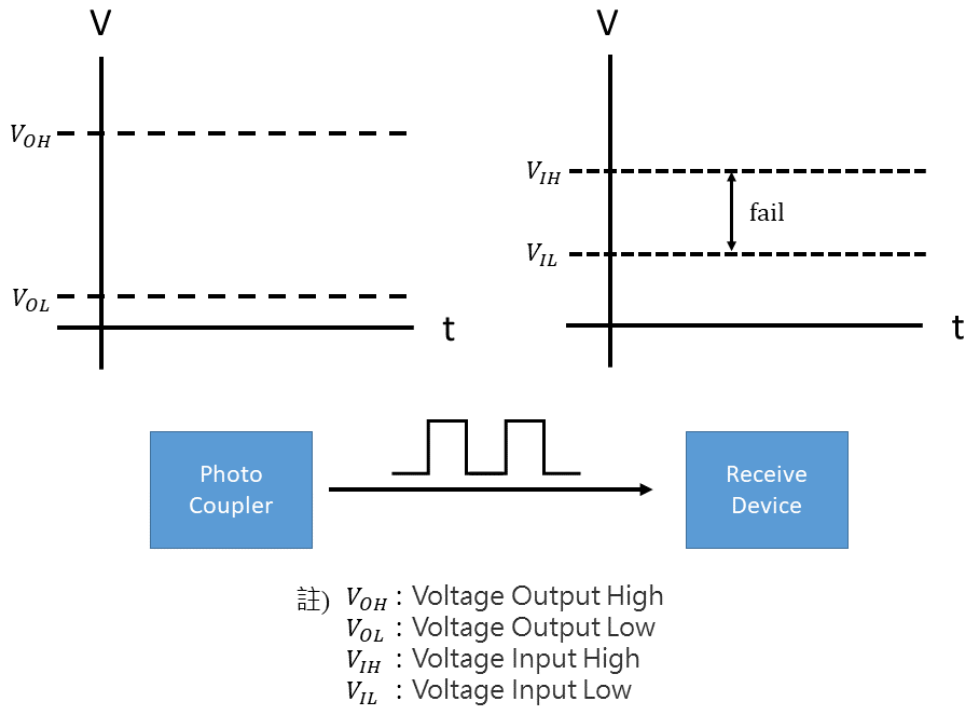 V
V_OH
V_OL
t
V
V_IH
fail
V_IL
t
Photo
Coupler
Receive
Device
註) V_OH : Voltage Output High
V_OL : Voltage Output Low
V_IH : Voltage Input High
V_IL : Voltage Input Low